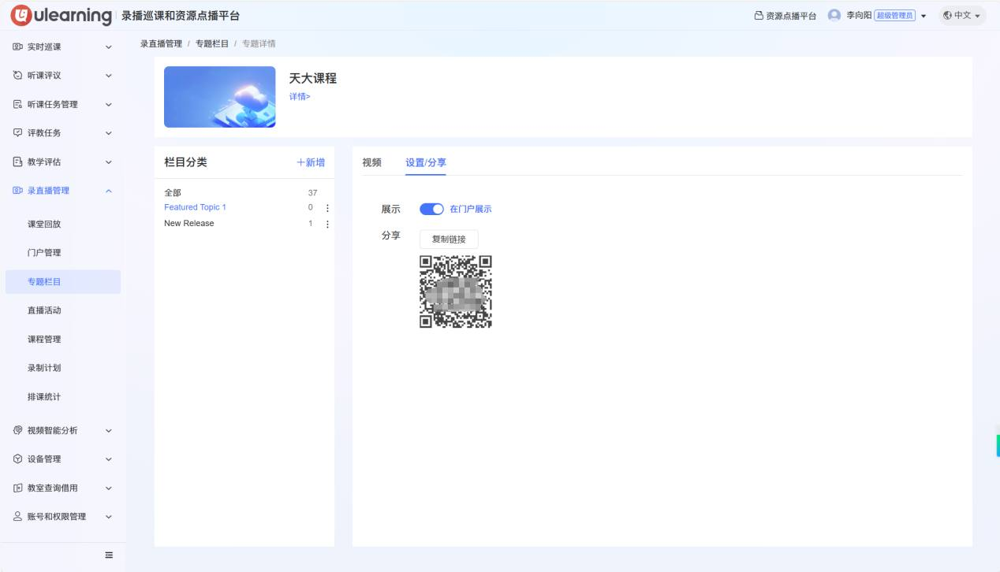 ulearning 录播巡课和资源点播平台
资源点播平台
李向阳 超级管理员
中文
实时巡课
听课评议
听课任务管理
评教任务
教学评估
录直播管理
课堂回放
门户管理
专题栏目
直播活动
课程管理
录制计划
排课统计
视频智能分析
设备管理
教室查询借用
账号和权限管理
录直播管理 / 专题栏目 / 专题详情
天大课程
详情>
栏目分类 +新增
全部 37
Featured Topic 1 0
New Release 1
视频 设置/分享
展示 在门户展示
分享 复制链接